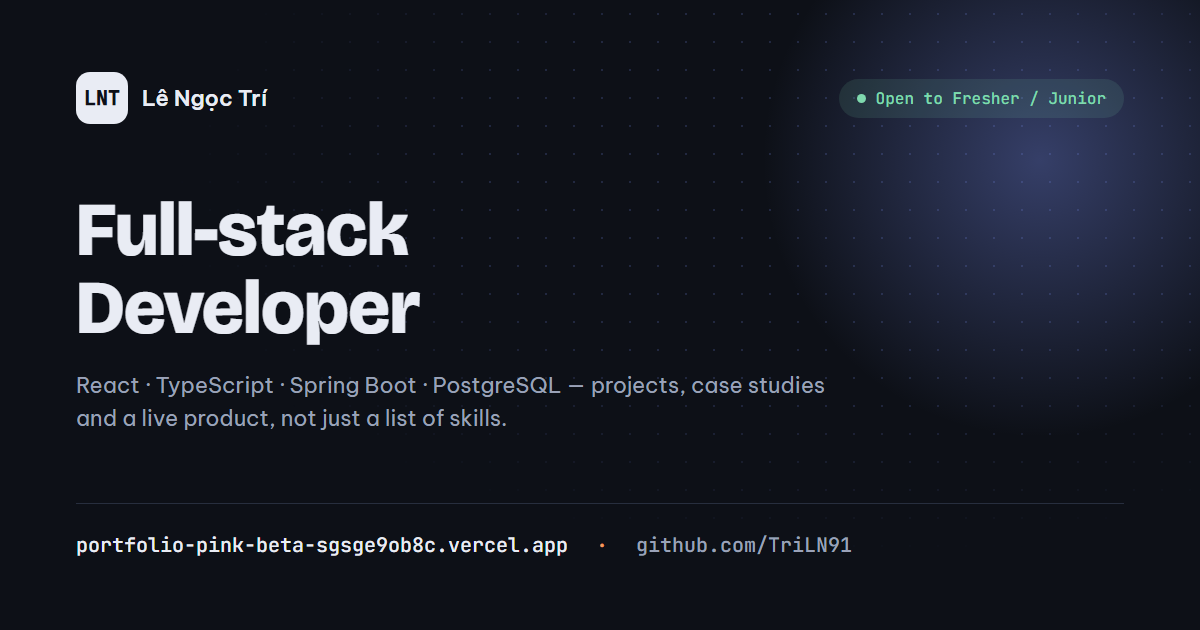 LNT Lê Ngọc Trí
Open to Fresher / Junior
Full-stack
Developer
React · TypeScript · Spring Boot · PostgreSQL — projects, case studies
and a live product, not just a list of skills.
portfolio-pink-beta-sgsge9ob8c.vercel.app · github.com/TriLN91